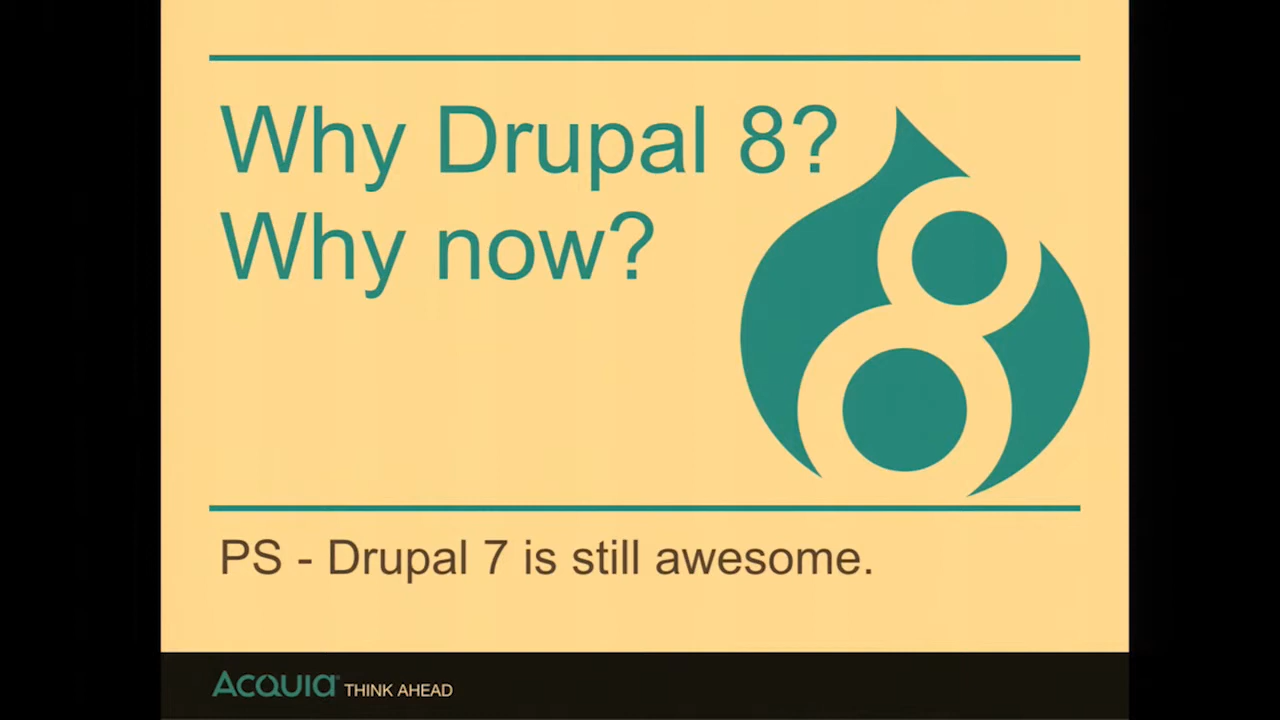 Why Drupal 8?
Why now?
8
PS - Drupal 7 is still awesome.
ACQUIA® THINK AHEAD